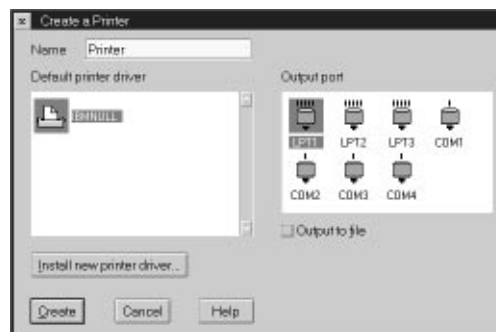 Create a Printer
Name Printer
Default printer driver
Output port
IBMNULL
LPT1 LPT2 LPT3 COM1
COM2 COM3 COM4
Output to file
Install new printer driver...
Create Cancel Help